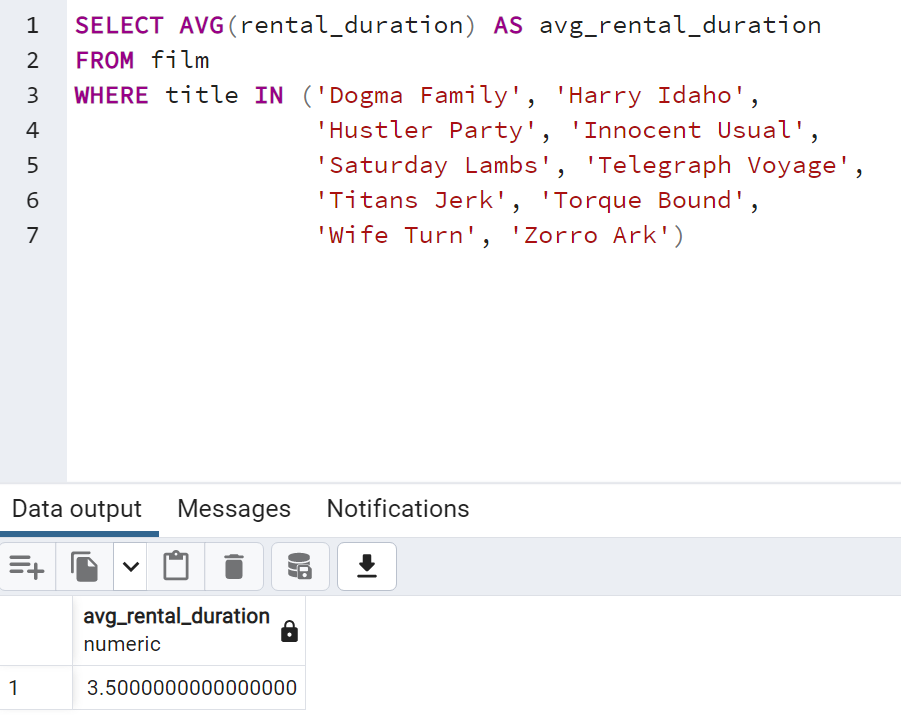 1 SELECT AVG(rental_duration) AS avg_rental_duration
2 FROM film
3 WHERE title IN ('Dogma Family', 'Harry Idaho',
4 'Hustler Party', 'Innocent Usual',
5 'Saturday Lambs', 'Telegraph Voyage',
6 'Titans Jerk', 'Torque Bound',
7 'Wife Turn', 'Zorro Ark')
Data output Messages Notifications
avg_rental_duration
numeric
1 3.5000000000000000